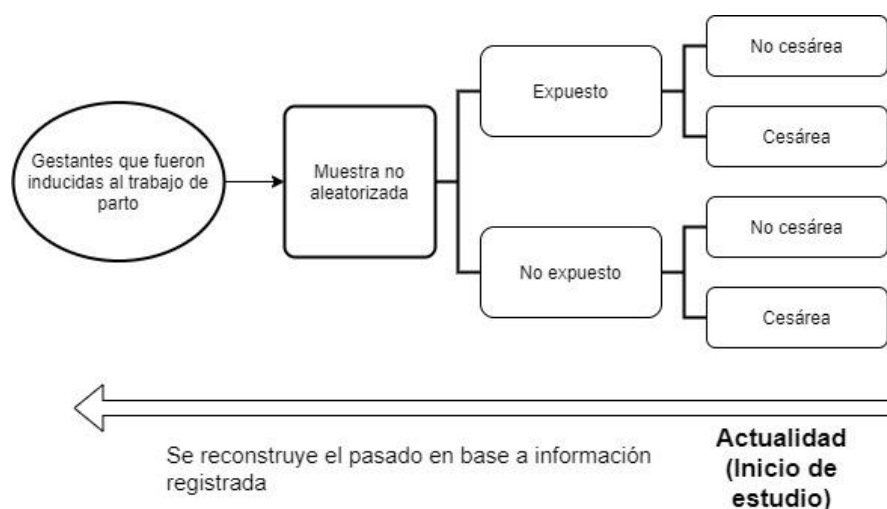 Gestantes que fueron
inducidas al trabajo de
parto
Muestra no
aleatorizada
Expuesto
No cesárea
Cesárea
No expuesto
No cesárea
Cesárea
Se reconstruye el pasado en base a información
registrada
Actualidad
(Inicio de
estudio)